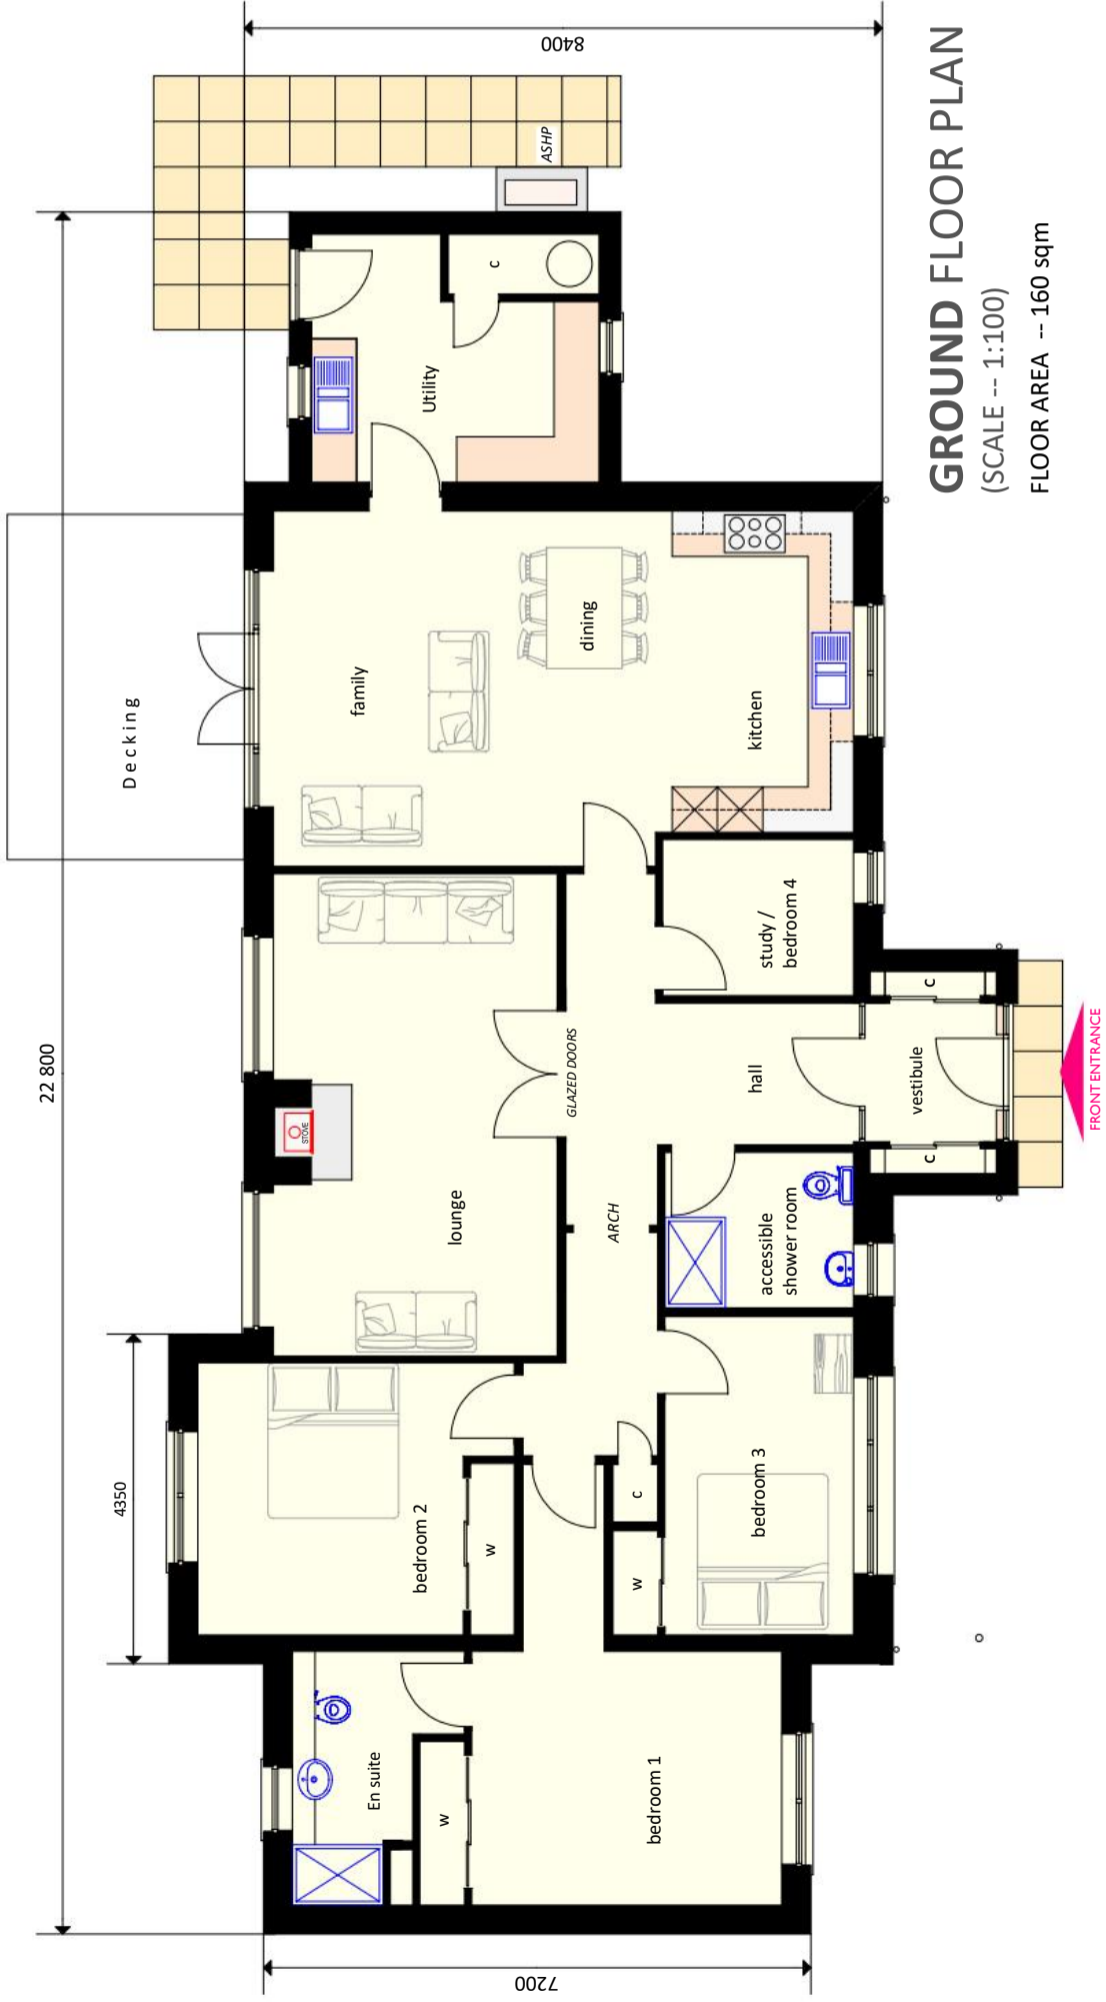 22 800
4350
Decking
8400
7200
En suite
w
bedroom 1
bedroom 2
w
w
c
bedroom 3
lounge
STOVE
ARCH
GLAZED DOORS
accessible
shower room
hall
c
vestibule
c
study /
bedroom 4
family
dining
kitchen
Utility
c
ASHP
FRONT ENTRANCE
GROUND FLOOR PLAN
(SCALE -- 1:100)
FLOOR AREA -- 160 sqm